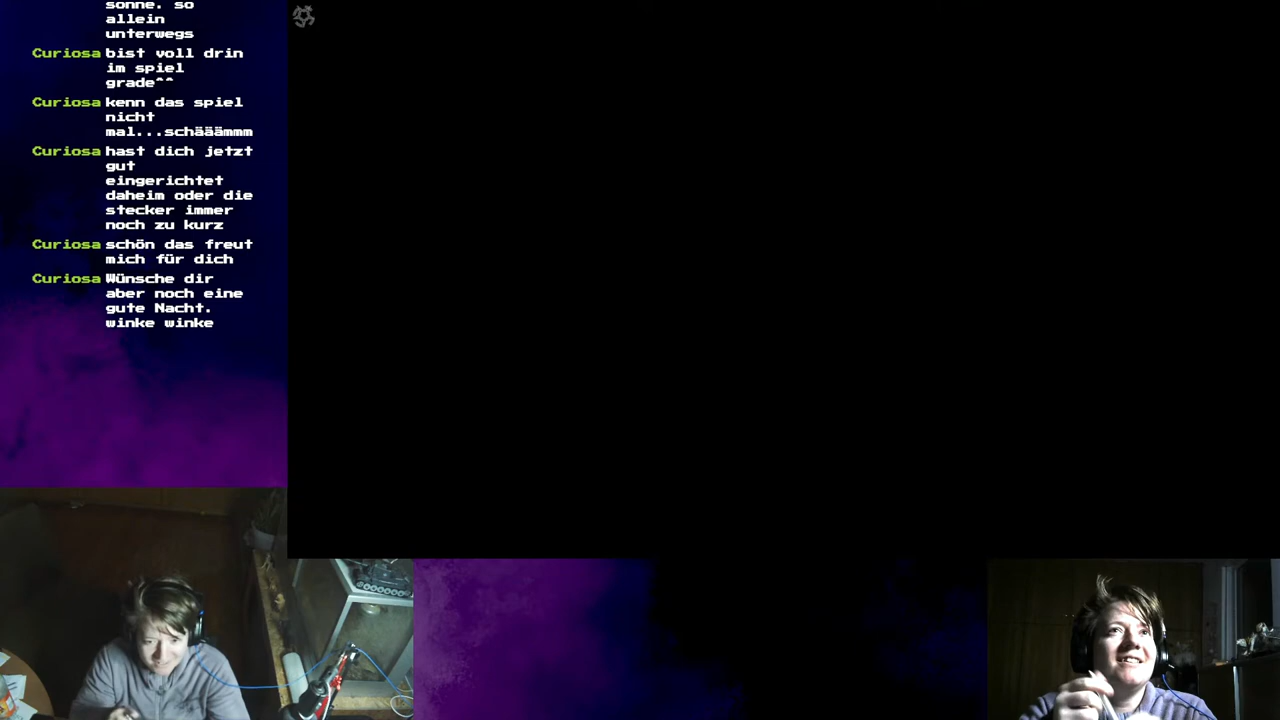 sonne. so
allein
unterwegs
Curiosa bist voll drin
im spiel
grade^^
Curiosa kenn das spiel
nicht
mal...schääämmm
Curiosa hast dich jetzt
gut
eingerichtet
daheim oder die
stecker immer
noch zu kurz
Curiosa schön das freut
mich für dich
Curiosa Wünsche dir
aber noch eine
gute Nacht.
winke winke